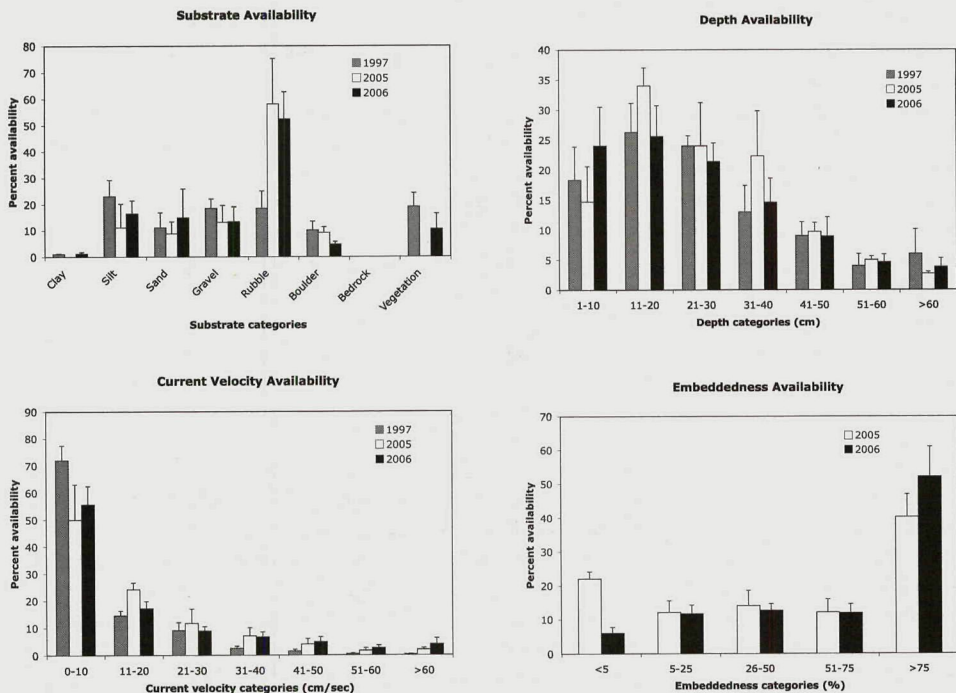 Substrate Availability
Percent availability
80
70
60
50
40
30
20
10
0
1997
2005
2006
Clay
Silt
Sand
Gravel
Rubble
Boulder
Bedrock
Vegetation
Substrate categories
Depth Availability
Percent availability
40
35
30
25
20
15
10
5
0
1997
2005
2006
1-10 11-20 21-30 31-40 41-50 51-60 >60
Depth categories (cm)
Current Velocity Availability
Percent availability
90
80
70
60
50
40
30
20
10
0
1997
2005
2006
0-10 11-20 21-30 31-40 41-50 51-60 >60
Current velocity categories (cm/sec)
Embeddedness Availability
Percent availability
70
60
50
40
30
20
10
0
2005
2006
<5 5-25 26-50 51-75 >75
Embeddedness categories (%)